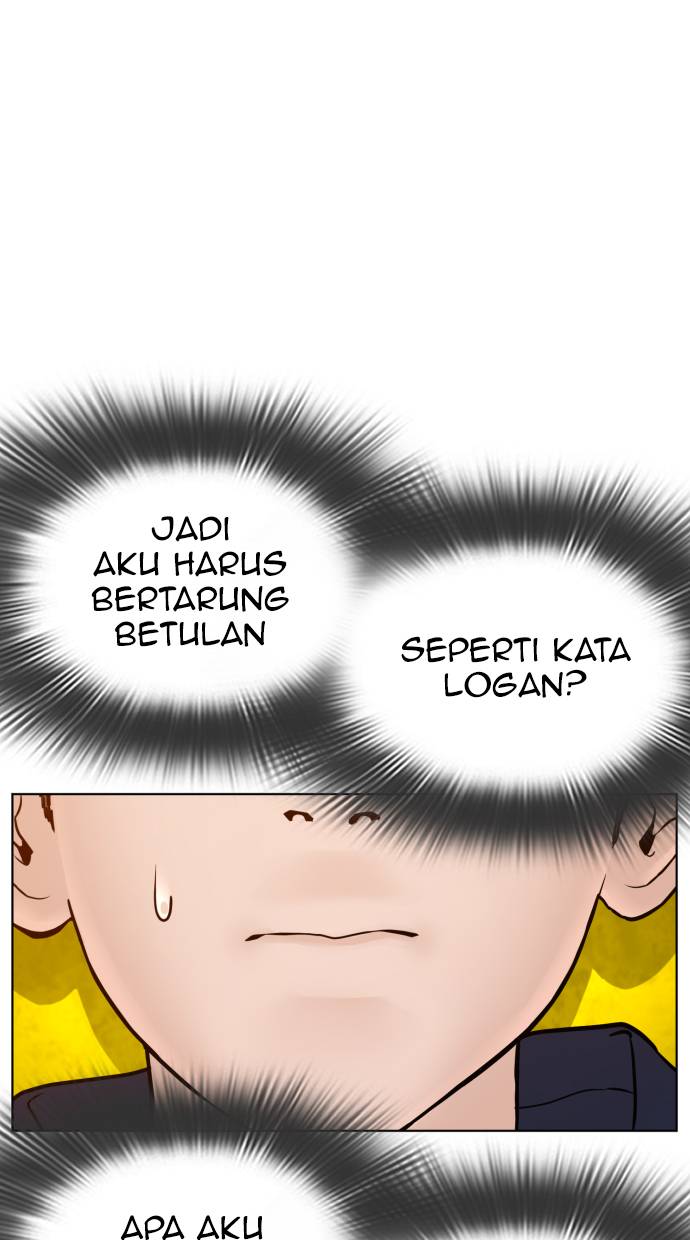 JADI
AKU HARUS
BERTARUNG
BETULAN
SEPERTI KATA
LOGAN?
APA AKU